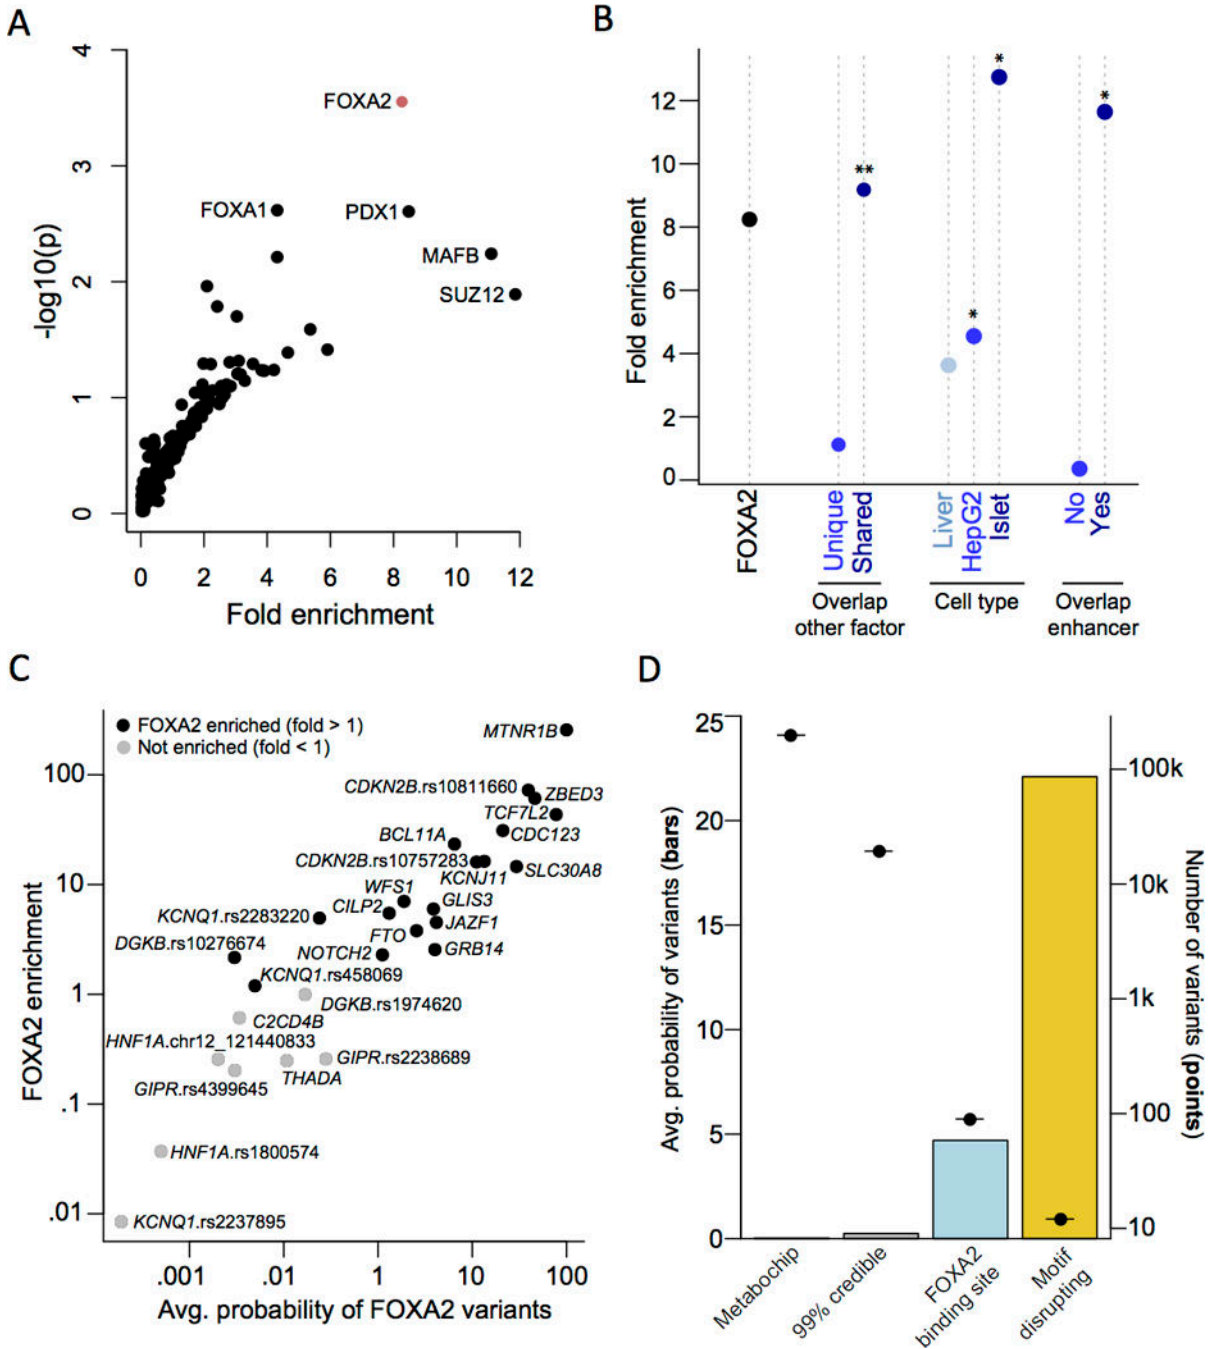 A
4
3
2
1
0
-log10(p)
FOXA2
FOXA1
PDX1
MAFB
SUZ12
0 2 4 6 8 10 12
Fold enrichment
B
12
10
8
6
4
2
0
Fold enrichment
**
*
*
*
FOXA2
Unique
Shared
Liver
HepG2
Islet
No
Yes
Overlap
other factor
Cell type
Overlap
enhancer
C
FOXA2 enriched (fold > 1)
Not enriched (fold < 1)
100
10
1
.1
.01
FOXA2 enrichment
MTNR1B
CDKN2B.rs10811660
ZBED3
TCF7L2
CDC123
BCL11A
CDKN2B.rs10757283
KCNJ11
SLC30A8
WFS1
GLIS3
CILP2
KCNQ1.rs2283220
JAZF1
FTO
DGKB.rs10276674
NOTCH2
GRB14
KCNQ1.rs458069
DGKB.rs1974620
C2CD4B
HNF1A.chr12_121440833
GIPR.rs2238689
THADA
GIPR.rs4399645
HNF1A.rs1800574
KCNQ1.rs2237895
.001 .01 1 10 100
Avg. probability of FOXA2 variants
D
25
20
15
10
5
0
Avg. probability of variants (bars)
100k
10k
1k
100
10
Number of variants (points)
Metabochip
99% credible
FOXA2
binding site
Motif
disrupting